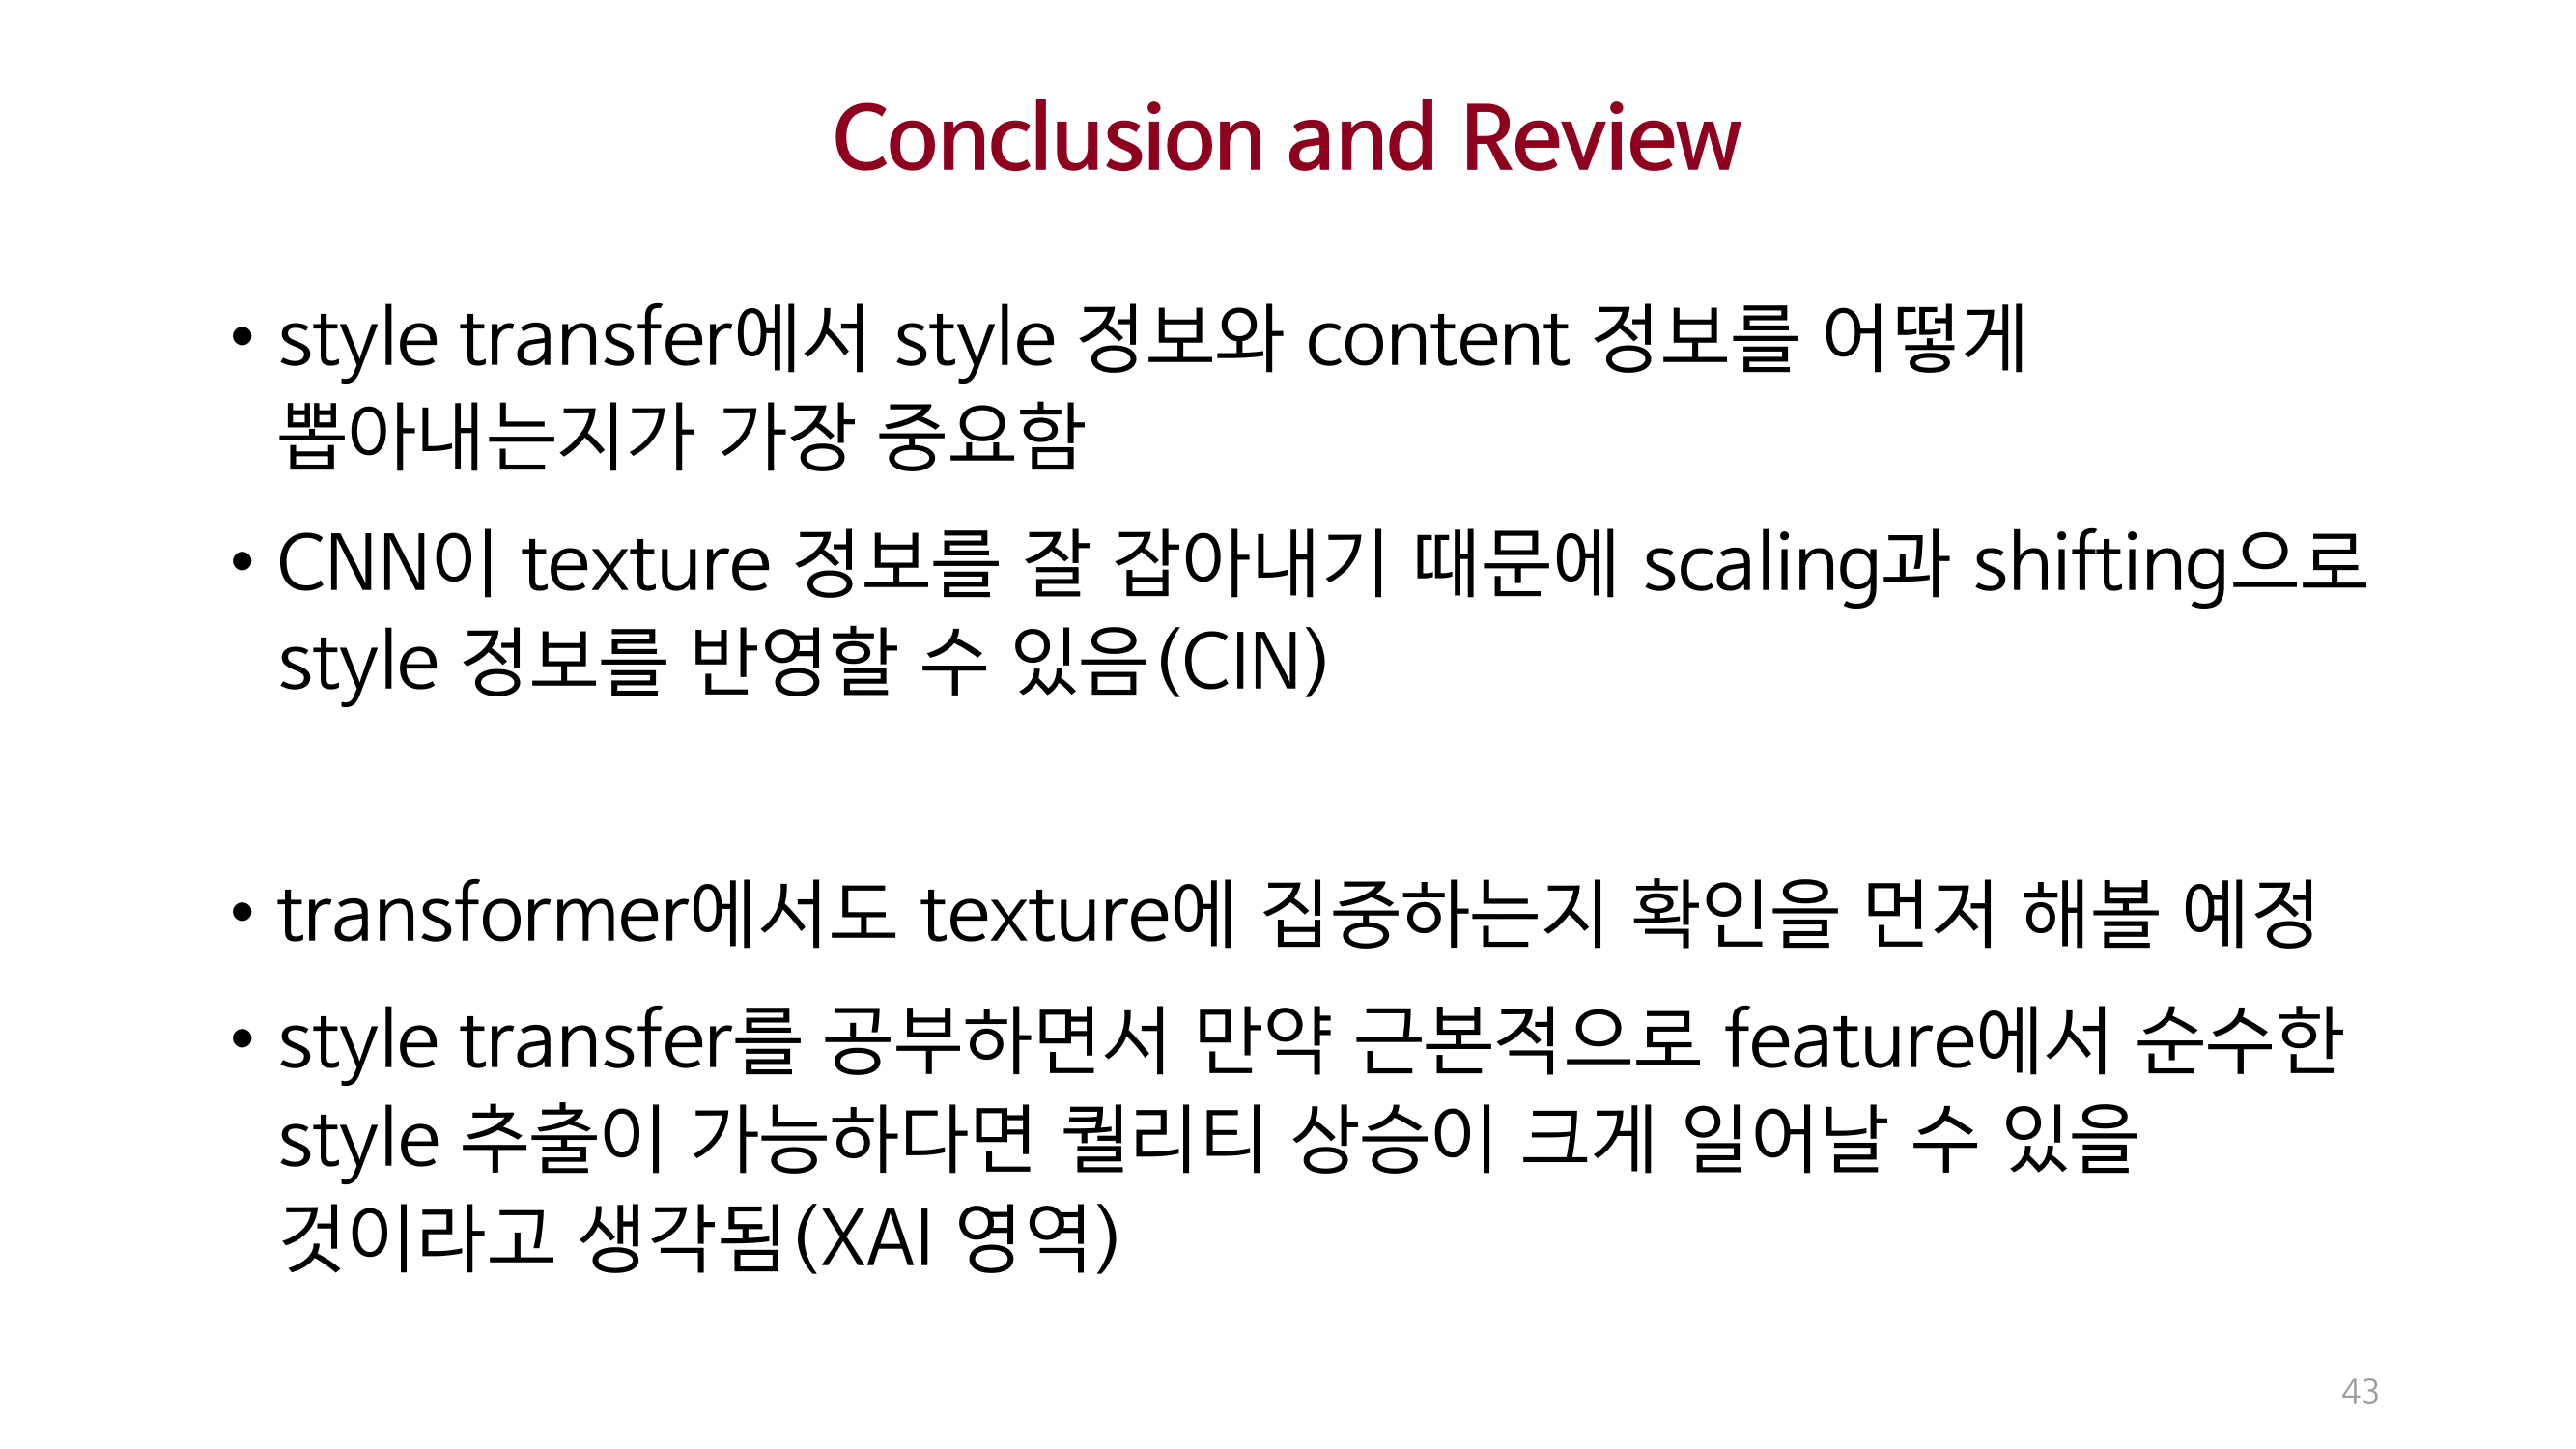 Conclusion and Review
• style transfer에서 style 정보와 content 정보를 어떻게
뽑아내는지가 가장 중요함
• CNN이 texture 정보를 잘 잡아내기 때문에 scaling과 shifting으로
style 정보를 반영할 수 있음(CIN)
• transformer에서도 texture에 집중하는지 확인을 먼저 해볼 예정
• style transfer를 공부하면서 만약 근본적으로 feature에서 순수한
style 추출이 가능하다면 퀄리티 상승이 크게 일어날 수 있을
것이라고 생각됨(XAI 영역)
43